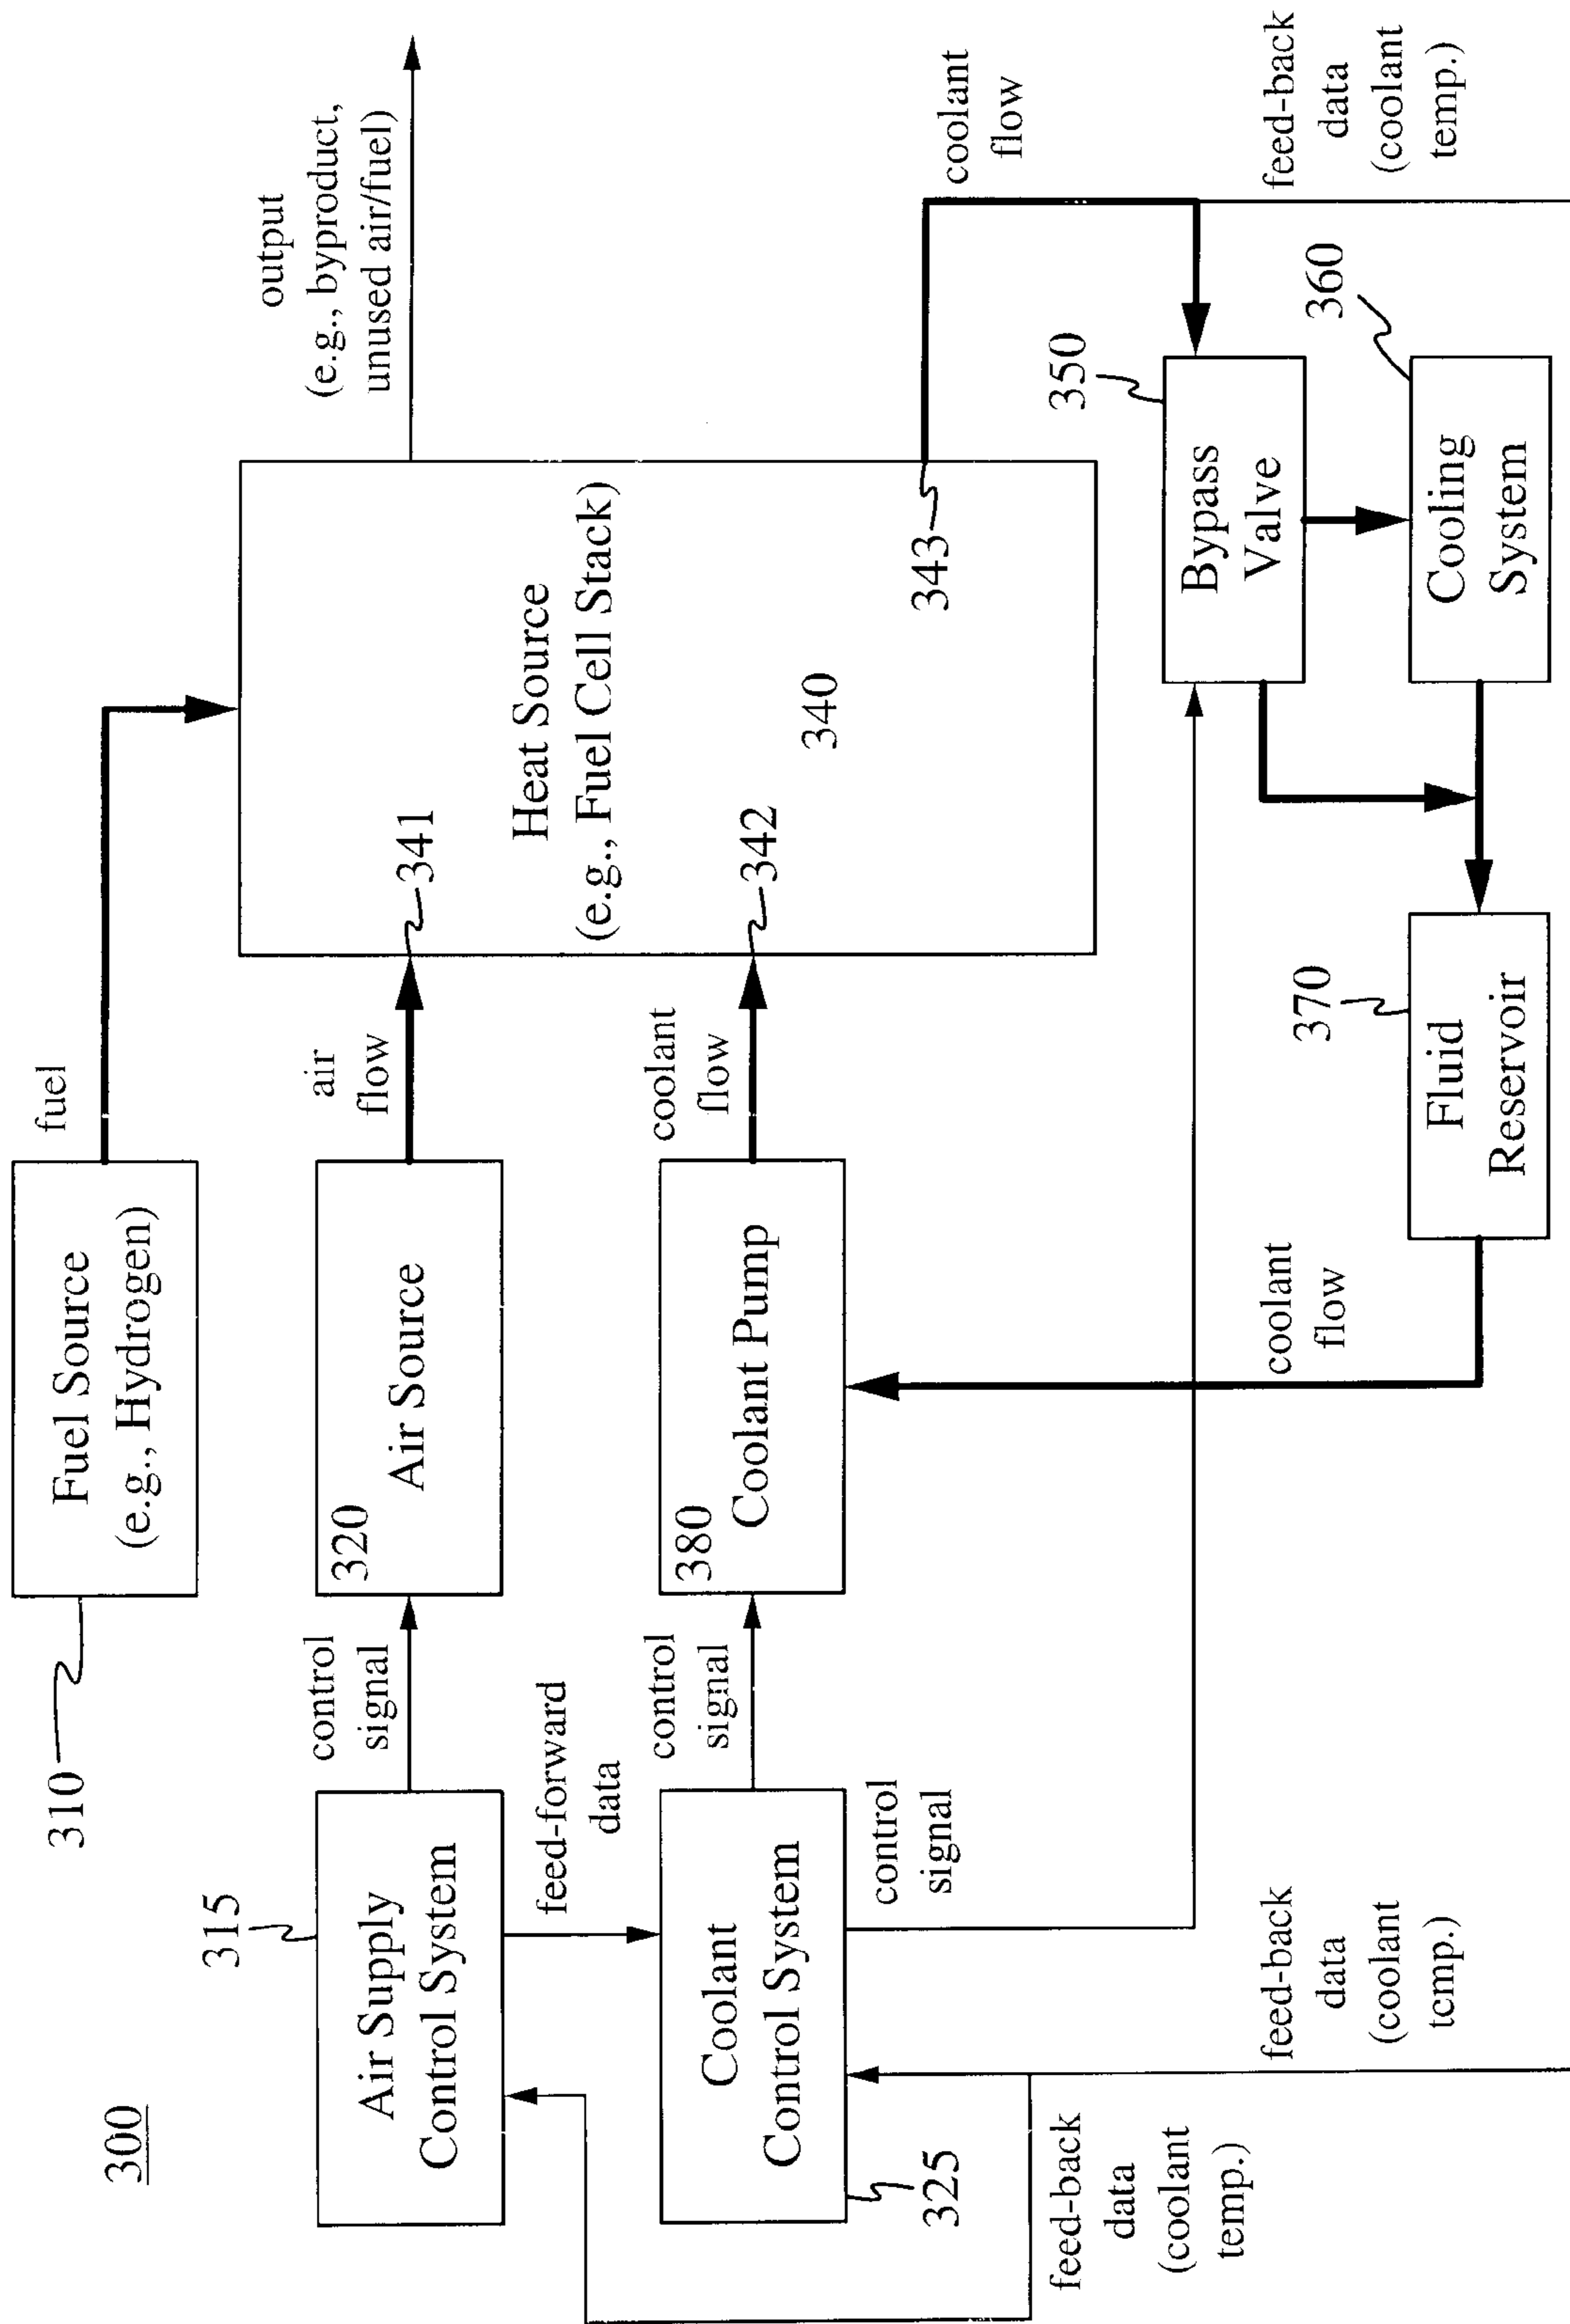 300
310
Fuel Source
(e.g., Hydrogen)
fuel
output
(e.g., byproduct,
unused air/fuel)
315
Air Supply
Control System
control
signal
320
Air Source
air
flow
341
Heat Source
(e.g., Fuel Cell Stack)
340
feed-forward
data
Coolant
Control System
325
control
signal
380
Coolant Pump
coolant
flow
342
343
coolant
flow
control
signal
350
Bypass
Valve
feed-back
data
(coolant
temp.)
360
Cooling
System
370
Fluid
Reservoir
coolant
flow
feed-back
data
(coolant
temp.)
feed-back
data
(coolant
temp.)